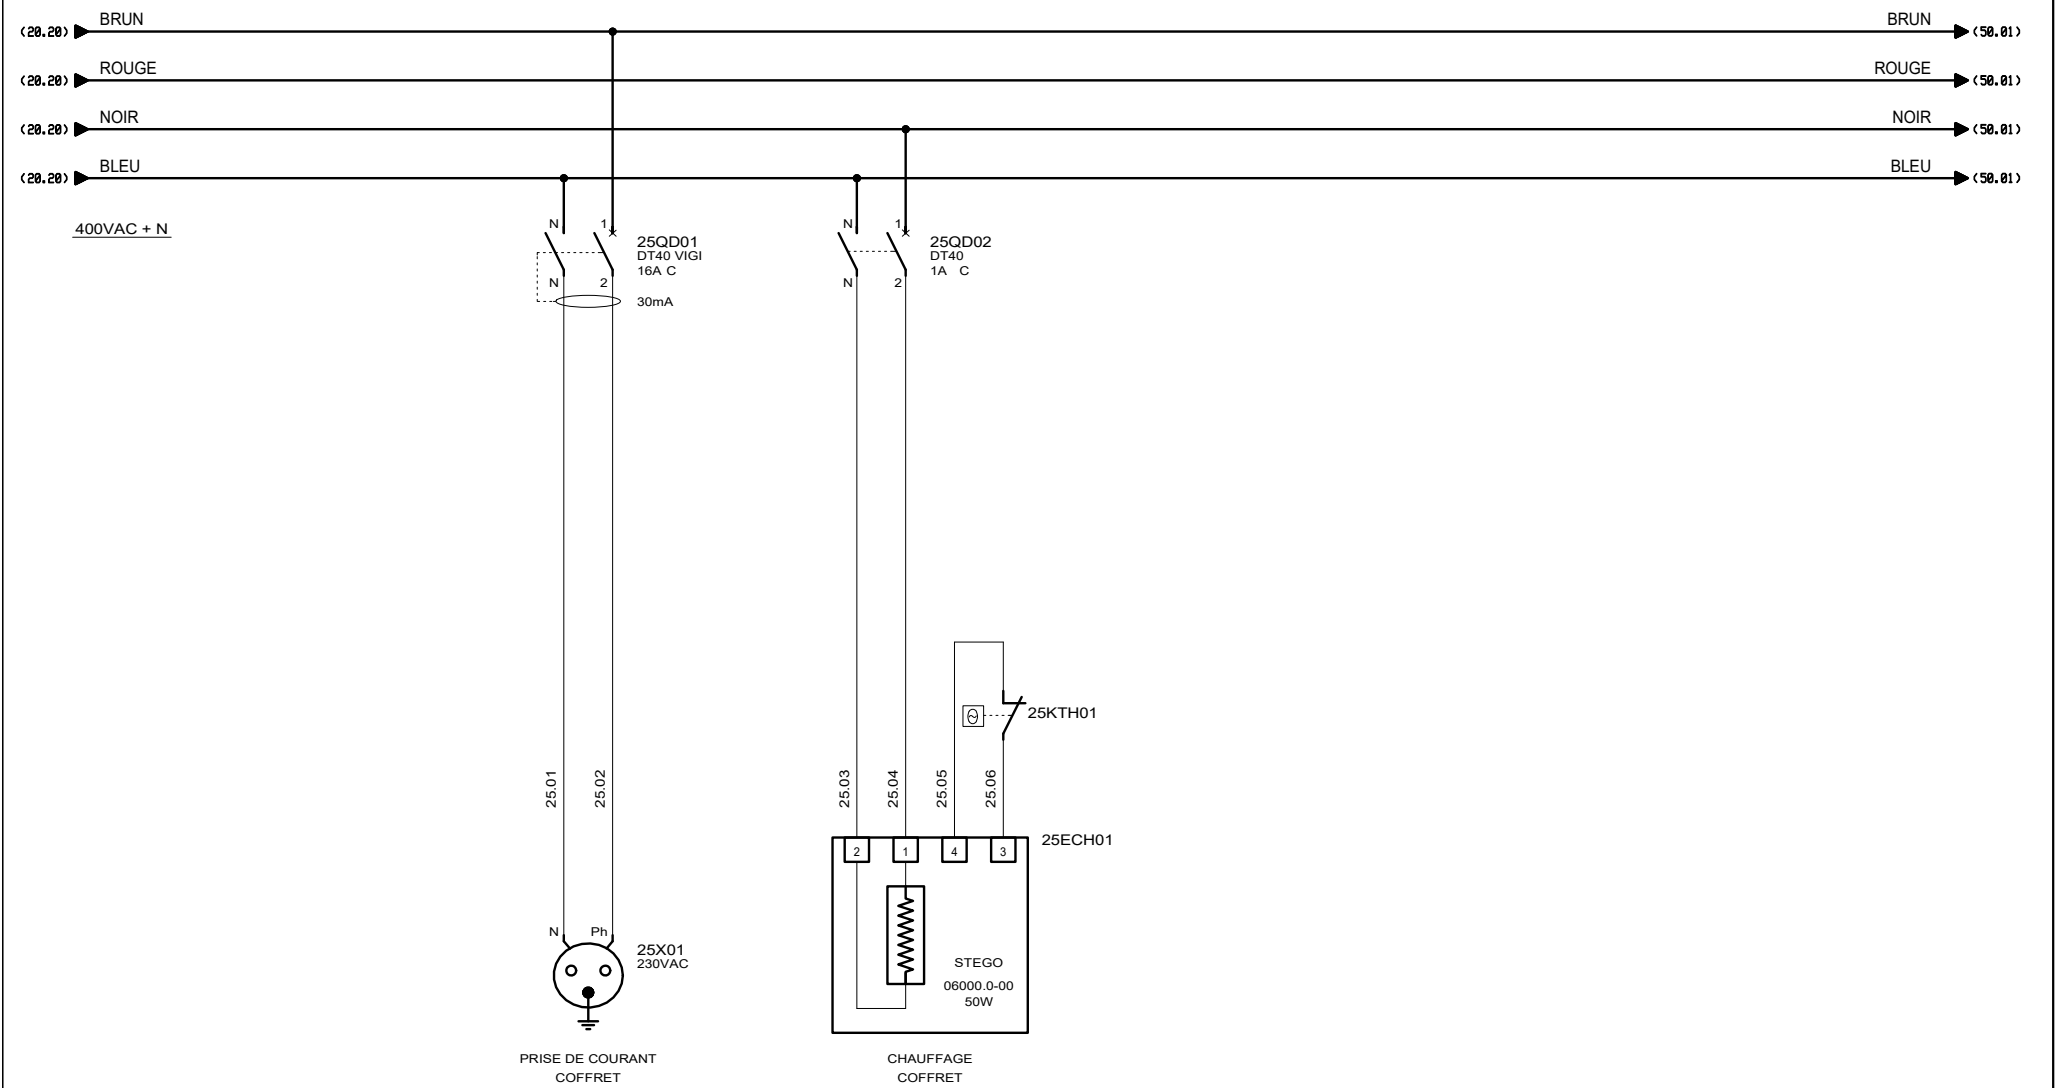 BRUN BRUN
(20.20) (50.01)
ROUGE ROUGE
(20.20) (50.01)
NOIR NOIR
(20.20) (50.01)
BLEU BLEU
(20.20) (50.01)
400VAC + N
N 1
25QD01
DT40 VIGI
16A C
N 2
30mA
N 1
25QD02
DT40
1A C
N 2
25KTH01
25.01
25.02
25.03
25.04
25.05
25.06
25ECH01
2 1 4 3
N Ph
25X01
230VAC
STEGO
06000.0-00
50W
PRISE DE COURANT
COFFRET
CHAUFFAGE
COFFRET